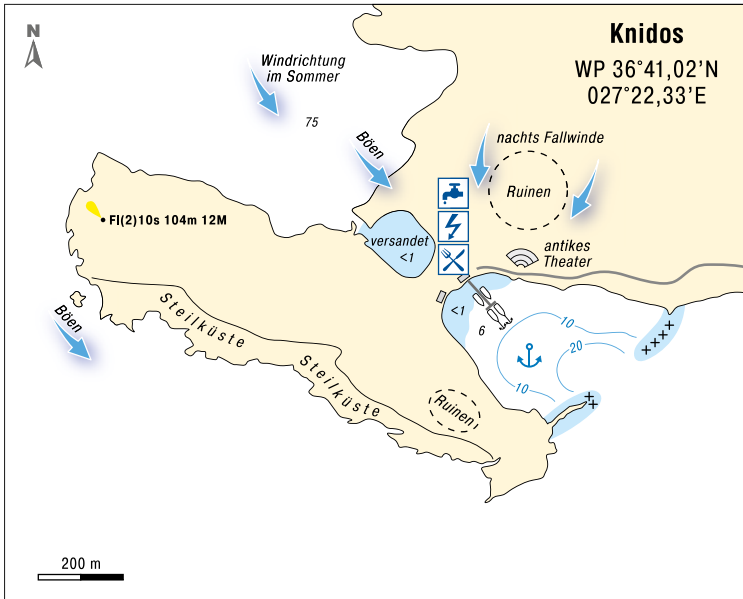 N
Knidos
WP 36°41,02’N
027°22,33’E
Windrichtung
im Sommer
75
Böen
nachts Fallwinde
Ruinen
Fl(2)10s 104m 12M
versandet
<1
antikes
Theater
Böen
Steilküste
Steilküste
<1
6
10
20
10
Ruinen
200 m